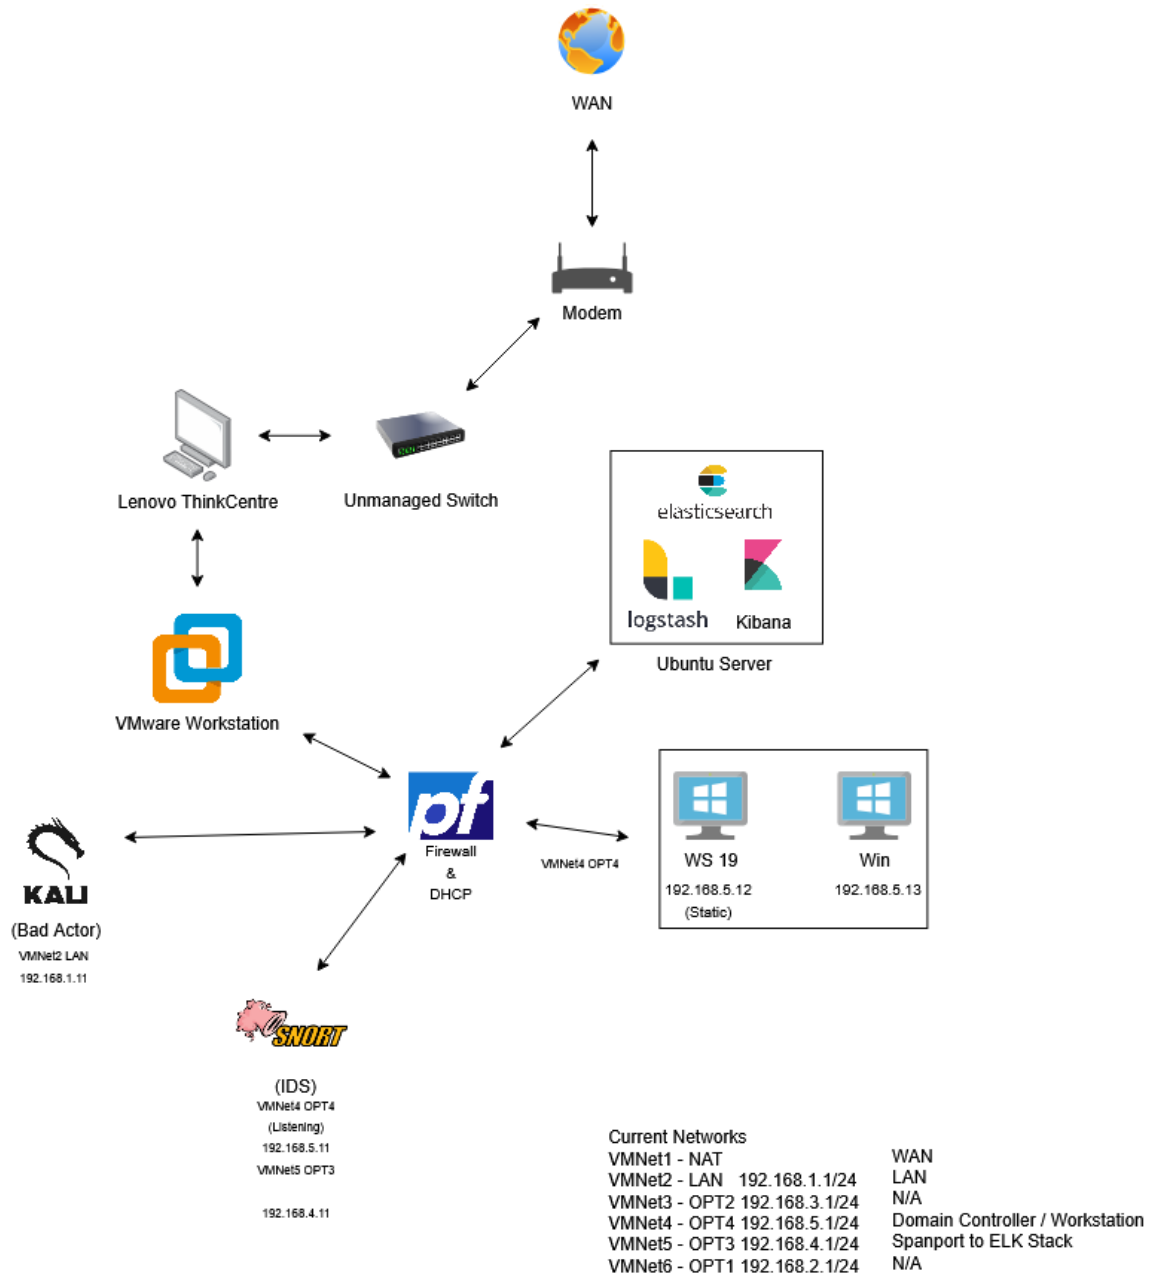 WAN
Modem
Lenovo ThinkCentre
Unmanaged Switch
elasticsearch
logstash
Kibana
Ubuntu Server
VMware Workstation
pf
Firewall
&
DHCP
VMNet4 OPT4
WS 19
192.168.5.12
(Static)
Win
192.168.5.13
KALI
(Bad Actor)
VMNet2 LAN
192.168.1.11
SNORT
(IDS)
VMNet4 OPT4
(Listening)
192.168.5.11
VMNet5 OPT3
192.168.4.11
Current Networks
VMNet1 - NAT WAN
VMNet2 - LAN 192.168.1.1/24 LAN
VMNet3 - OPT2 192.168.3.1/24 N/A
VMNet4 - OPT4 192.168.5.1/24 Domain Controller / Workstation
VMNet5 - OPT3 192.168.4.1/24 Spanport to ELK Stack
VMNet6 - OPT1 192.168.2.1/24 N/A